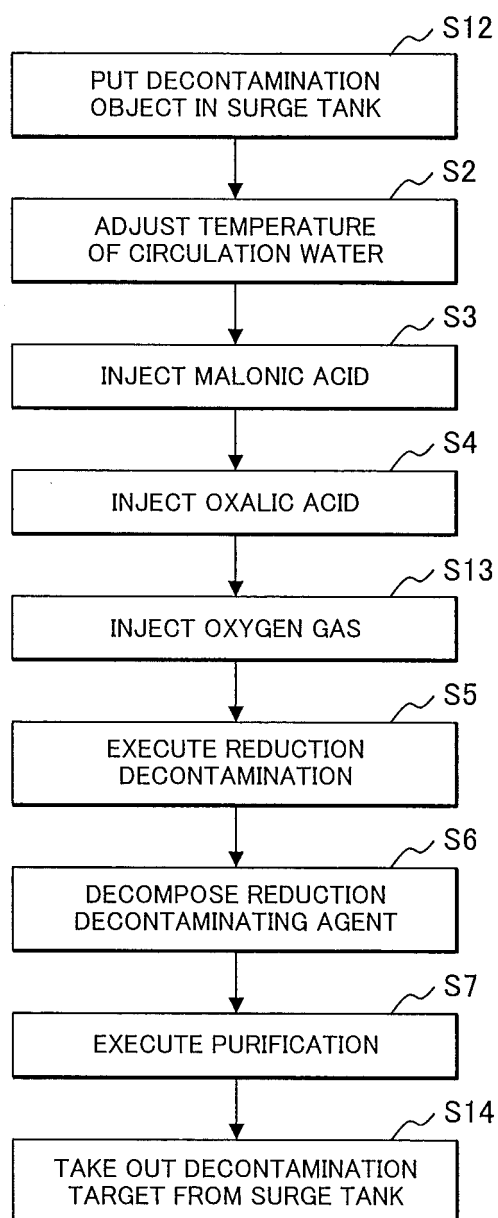 S12
PUT DECONTAMINATION
OBJECT IN SURGE TANK
S2
ADJUST TEMPERATURE
OF CIRCULATION WATER
S3
INJECT MALONIC ACID
S4
INJECT OXALIC ACID
S13
INJECT OXYGEN GAS
S5
EXECUTE REDUCTION
DECONTAMINATION
S6
DECOMPOSE REDUCTION
DECONTAMINATING AGENT
S7
EXECUTE PURIFICATION
S14
TAKE OUT DECONTAMINATION
TARGET FROM SURGE TANK